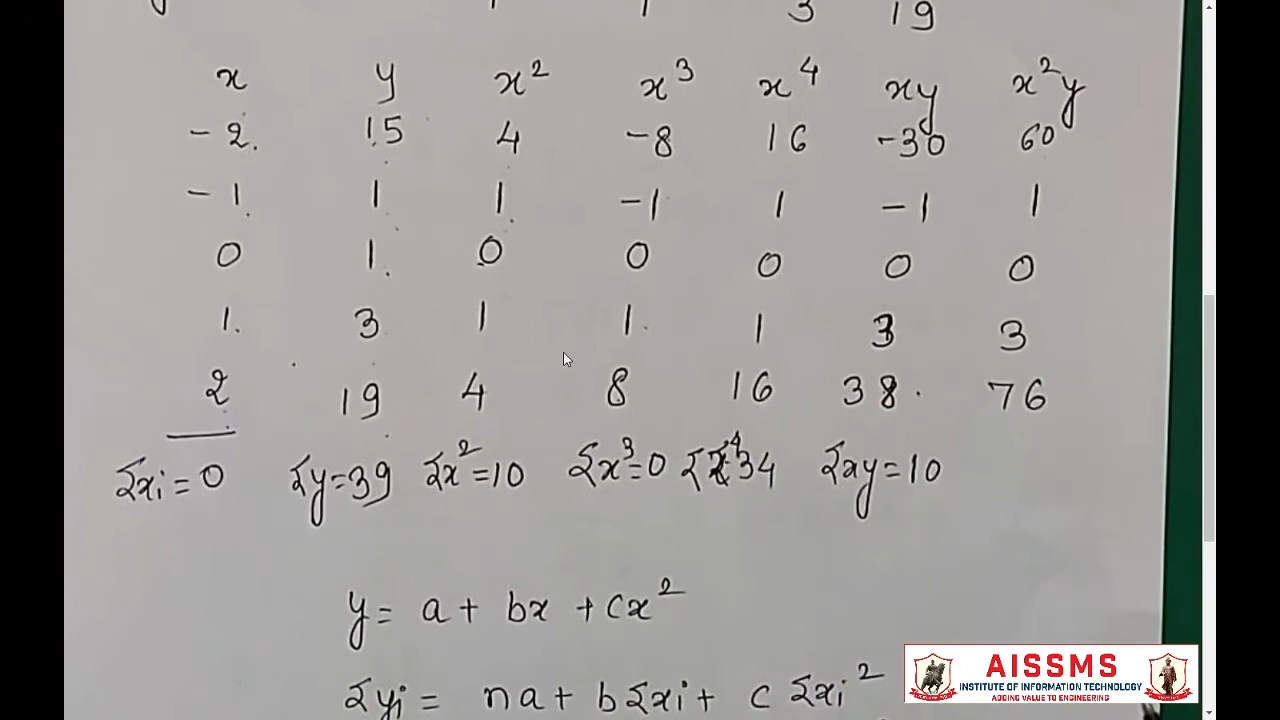 3 19
x y x² x³ x⁴ xy x²y
-2. 15 4 -8 16 -30 60
-1. 1 1. -1 1 -1 1
0 1. 0 0 0 0 0
1. 3 1 1. 1 3 3
2 19 4 8 16 38. 76
Σxi = 0 Σy=39 Σx²=10 Σx³=0 Σx⁴34 Σxy=10
y= a + bx + cx²
Σyi = na + bΣxi + c Σxi²
AISSMS
INSTITUTE OF INFORMATION TECHNOLOGY
ADDING VALUE TO ENGINEERING